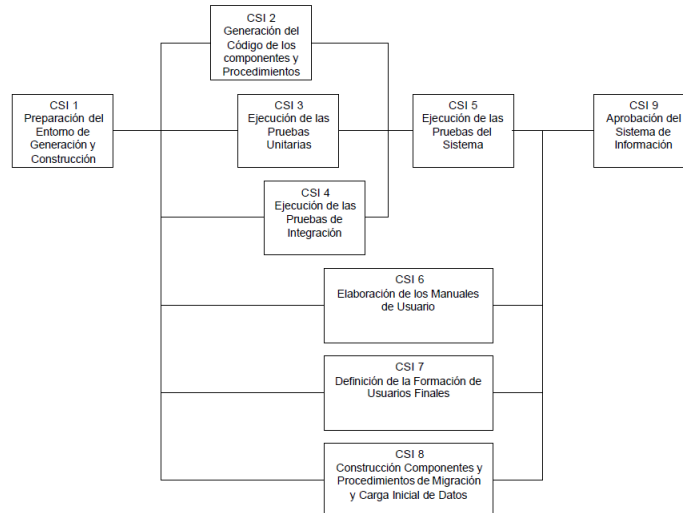 CSI 2
Generación del
Código de los
componentes y
Procedimientos
CSI 1
Preparación del
Entorno de
Generación y
Construcción
CSI 3
Ejecución de las
Pruebas
Unitarias
CSI 5
Ejecución de las
Pruebas del
Sistema
CSI 9
Aprobación del
Sistema de
Información
CSI 4
Ejecución de las
Pruebas de
Integración
CSI 6
Elaboración de los Manuales
de Usuario
CSI 7
Definición de la Formación de
Usuarios Finales
CSI 8
Construcción Componentes y
Procedimientos de Migración
y Carga Inicial de Datos